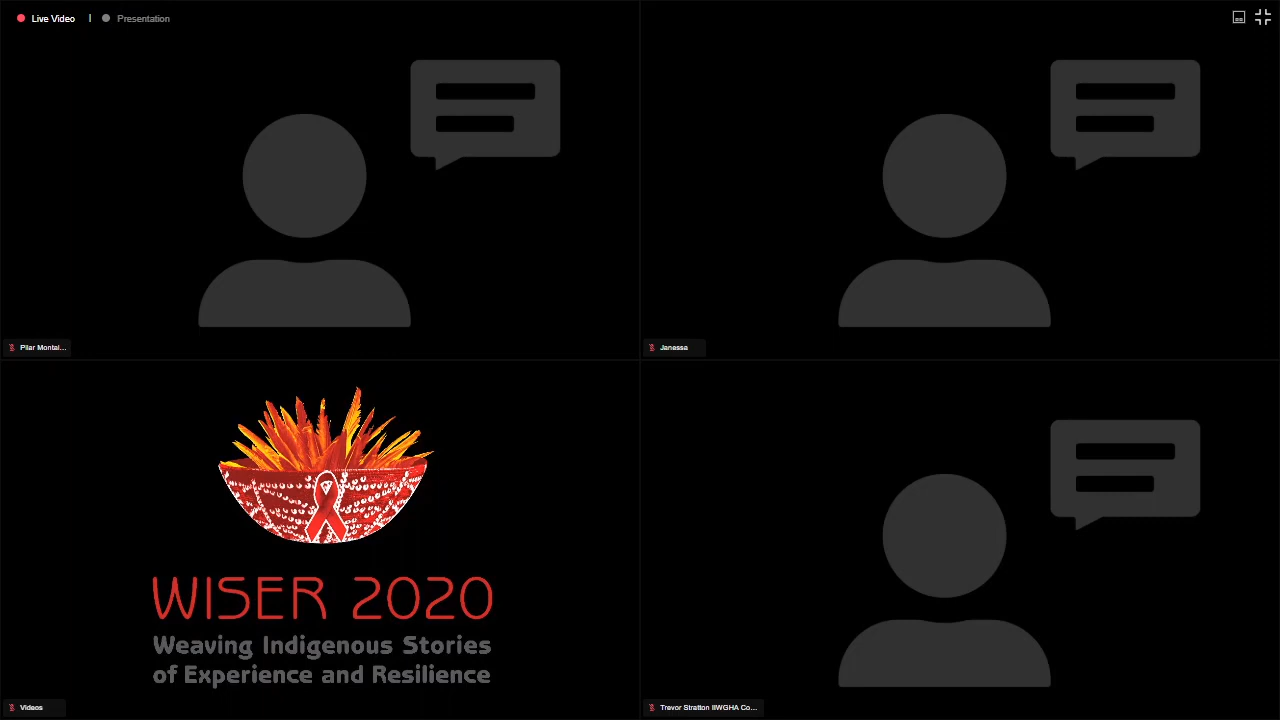 Live Video | Presentation
Pilar Montal...
Janessa
WISER 2020
Weaving Indigenous Stories
of Experience and Resilience
Videos
Trevor Stratton IIWGHA Co...